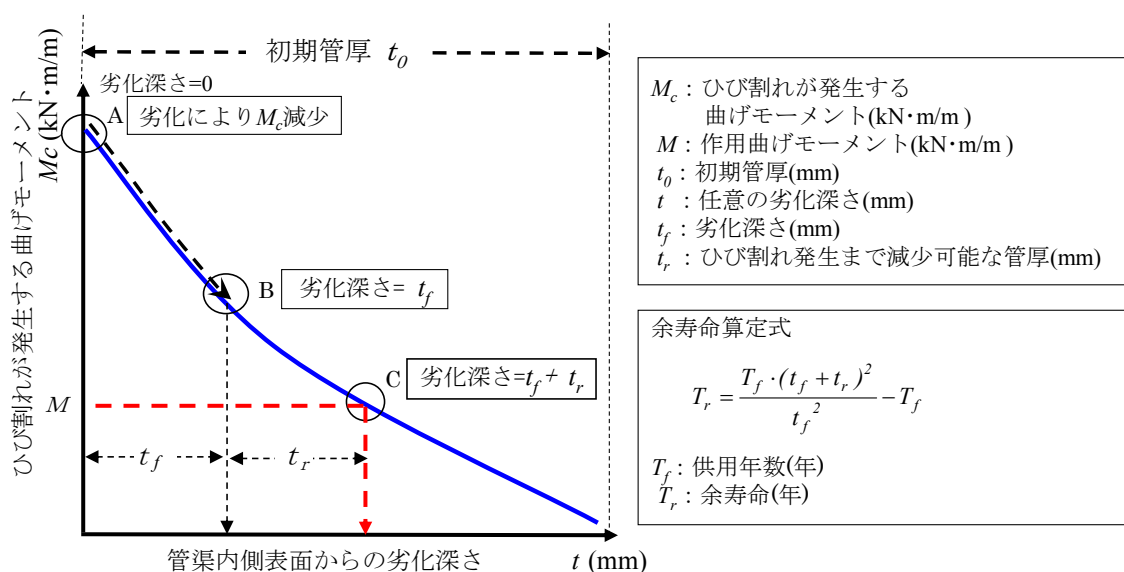 初期管厚 t0
劣化深さ=0
A
劣化によりMc減少
ひび割れが発生する曲げモーメント
Mc (kN･m/m)
B
劣化深さ= tf
C
劣化深さ=tf + tr
M
tf
tr
管渠内側表面からの劣化深さ
t (mm)
Mc：ひび割れが発生する
曲げモーメント(kN･m/m )
M：作用曲げモーメント(kN･m/m )
t0：初期管厚(mm)
t ：任意の劣化深さ(mm)
tf：劣化深さ(mm)
tr：ひび割れ発生まで減少可能な管厚(mm)
余寿命算定式
Tr = Tf･(tf + tr)² / tf² − Tf
Tf：供用年数(年)
Tr：余寿命(年)